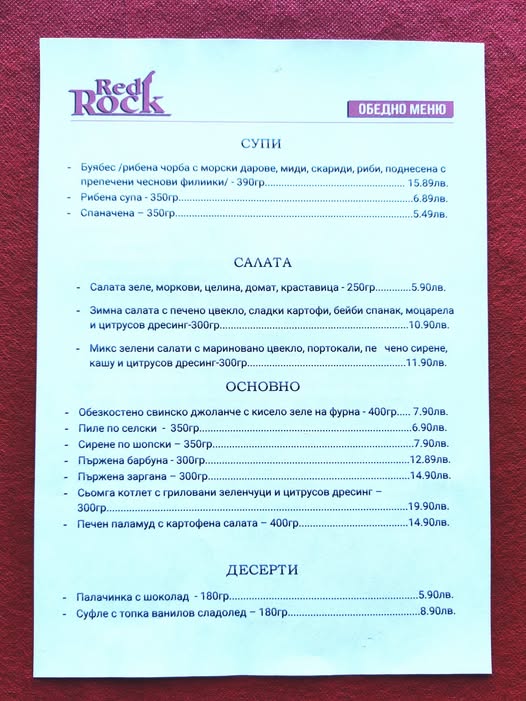 Red
Rock
ОБЕДНО МЕНЮ
СУПИ
- Буябес /рибена чорба с морски дарове, миди, скариди, риби, поднесена с
препечени чеснови филиики/ - 390гр.......................................... 15.89лв.
- Рибена супа - 350гр......................................................................6.89лв.
- Спаначена – 350гр.......................................................................5.49лв.
САЛАТА
- Салата зеле, моркови, целина, домат, краставица - 250гр............5.90лв.
- Зимна салата с печено цвекло, сладки картофи, бейби спанак, моцарела
и цитрусов дресинг-300гр.......................................................10.90лв.
- Микс зелени салати с мариновано цвекло, портокали, пе чено сирене,
кашу и цитрусов дресинг-300гр...............................................11.90лв.
ОСНОВНО
- Обезкостено свинско джоланче с кисело зеле на фурна - 400гр..... 7.90лв.
- Пиле по селски - 350гр...............................................................6.90лв.
- Сирене по шопски – 350гр...........................................................7.90лв.
- Пържена барбуна - 300гр...........................................................12.89лв.
- Пържена заргана – 300гр...........................................................14.90лв.
- Сьомга котлет с гриловани зеленчуци и цитрусов дресинг –
300гр.........................................................................................19.90лв.
- Печен паламуд с картофена салата – 400гр................................14.90лв.
ДЕСЕРТИ
- Палачинка с шоколад - 180гр.......................................................5.90лв.
- Суфле с топка ванилов сладолед – 180гр.......................................8.90лв.